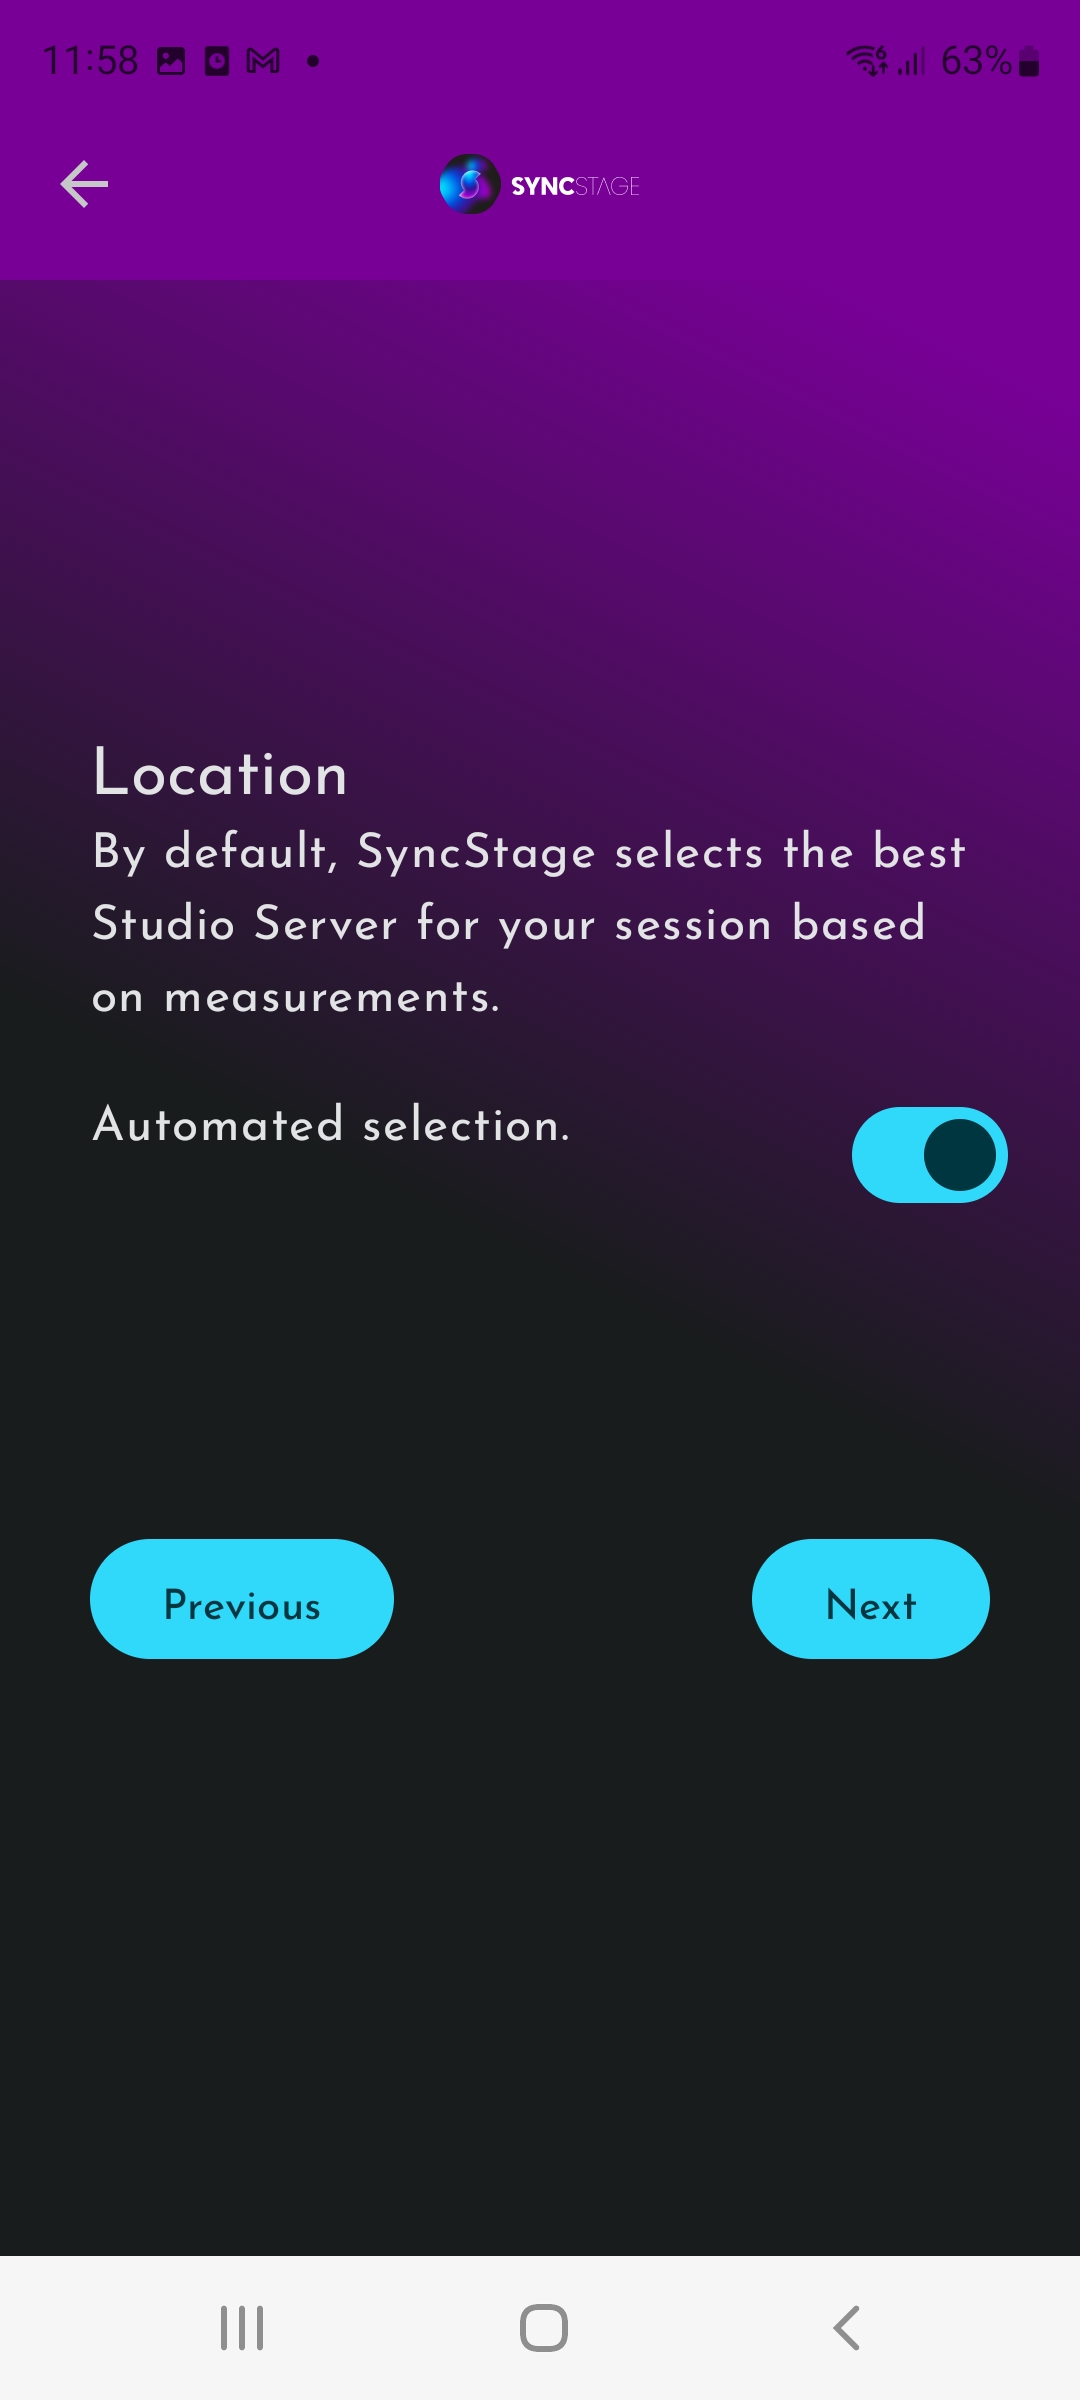 11:58
63%
SYNCSTAGE
Location
By default, SyncStage selects the best
Studio Server for your session based
on measurements.
Automated selection.
Previous
Next